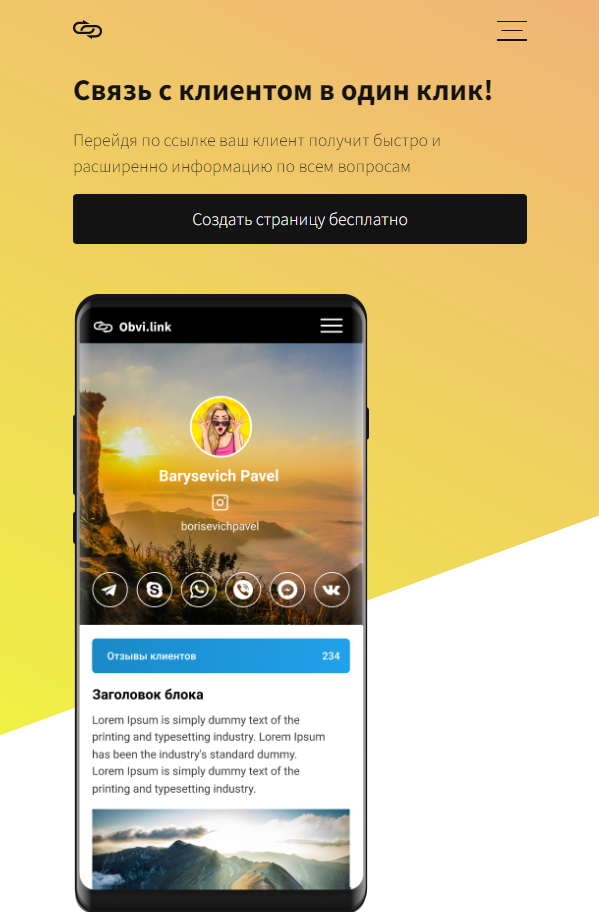 Связь с клиентом в один клик!
Перейдя по ссылке ваш клиент получит быстро и
расширенно информацию по всем вопросам
Создать страницу бесплатно
Obvi.link
Barysevich Pavel
borisevichpavel
Отзывы клиентов 234
Заголовок блока
Lorem Ipsum is simply dummy text of the
printing and typesetting industry. Lorem Ipsum
has been the industry's standard dummy.
Lorem Ipsum is simply dummy text of the
printing and typesetting industry.